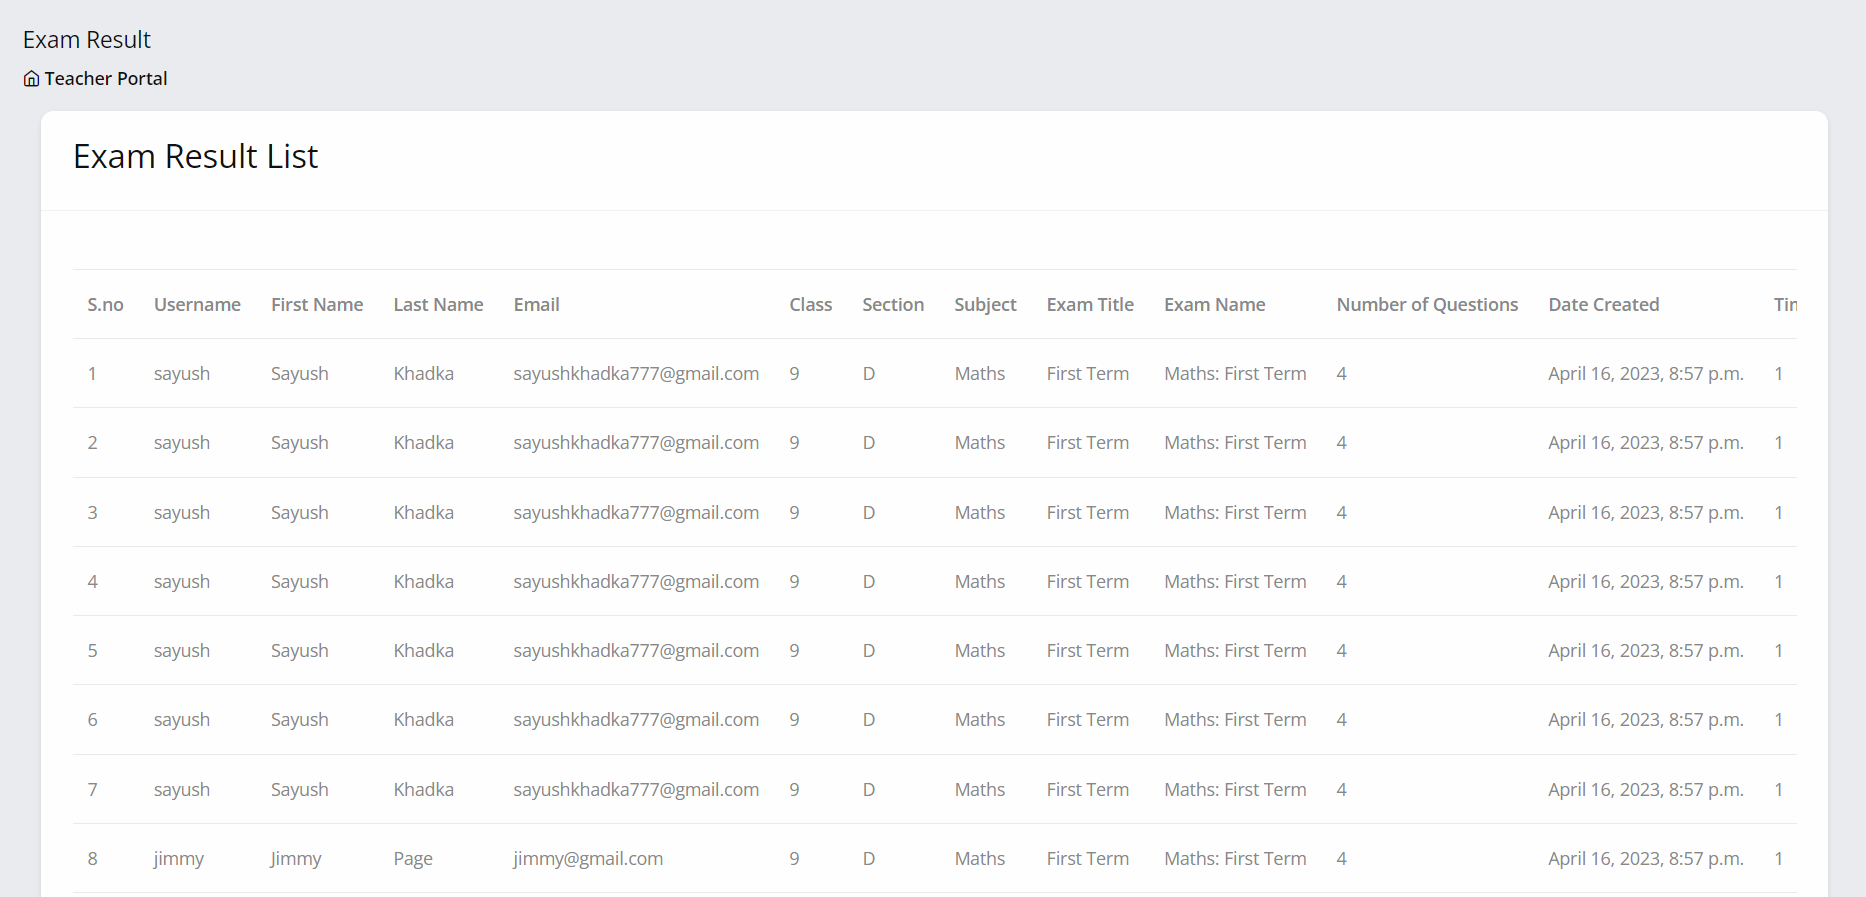 Exam Result
Teacher Portal
Exam Result List
S.no Username First Name Last Name Email Class Section Subject Exam Title Exam Name Number of Questions Date Created
1 sayush Sayush Khadka sayushkhadka777@gmail.com 9 D Maths First Term Maths: First Term 4 April 16, 2023, 8:57 p.m. 1
2 sayush Sayush Khadka sayushkhadka777@gmail.com 9 D Maths First Term Maths: First Term 4 April 16, 2023, 8:57 p.m. 1
3 sayush Sayush Khadka sayushkhadka777@gmail.com 9 D Maths First Term Maths: First Term 4 April 16, 2023, 8:57 p.m. 1
4 sayush Sayush Khadka sayushkhadka777@gmail.com 9 D Maths First Term Maths: First Term 4 April 16, 2023, 8:57 p.m. 1
5 sayush Sayush Khadka sayushkhadka777@gmail.com 9 D Maths First Term Maths: First Term 4 April 16, 2023, 8:57 p.m. 1
6 sayush Sayush Khadka sayushkhadka777@gmail.com 9 D Maths First Term Maths: First Term 4 April 16, 2023, 8:57 p.m. 1
7 sayush Sayush Khadka sayushkhadka777@gmail.com 9 D Maths First Term Maths: First Term 4 April 16, 2023, 8:57 p.m. 1
8 jimmy Jimmy Page jimmy@gmail.com 9 D Maths First Term Maths: First Term 4 April 16, 2023, 8:57 p.m. 1